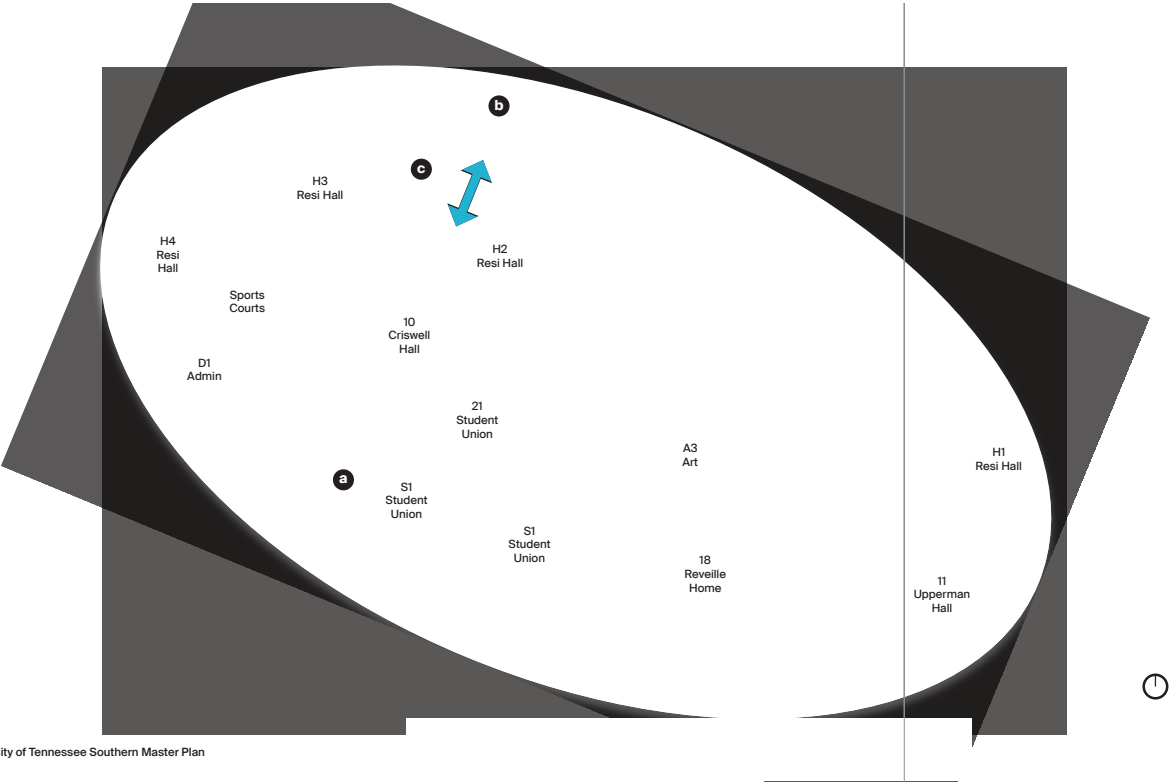 b
c
H3
Resi Hall
H4
Resi
Hall
H2
Resi Hall
Sports
Courts
10
Criswell
Hall
D1
Admin
21
Student
Union
A3
Art
H1
Resi Hall
a
S1
Student
Union
S1
Student
Union
18
Reveille
Home
11
Upperman
Hall
ity of Tennessee Southern Master Plan